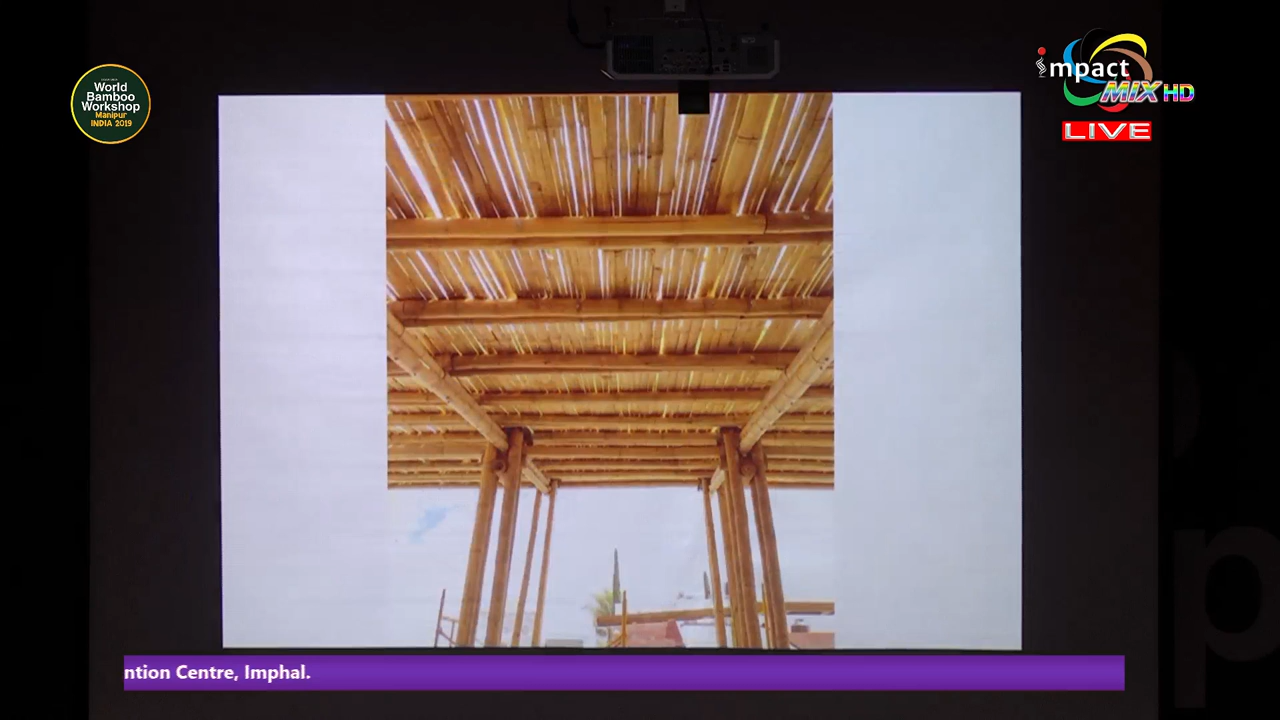 World
Bamboo
Workshop
Manipur
INDIA 2019
impact
MIX HD
LIVE
ntion Centre, Imphal.